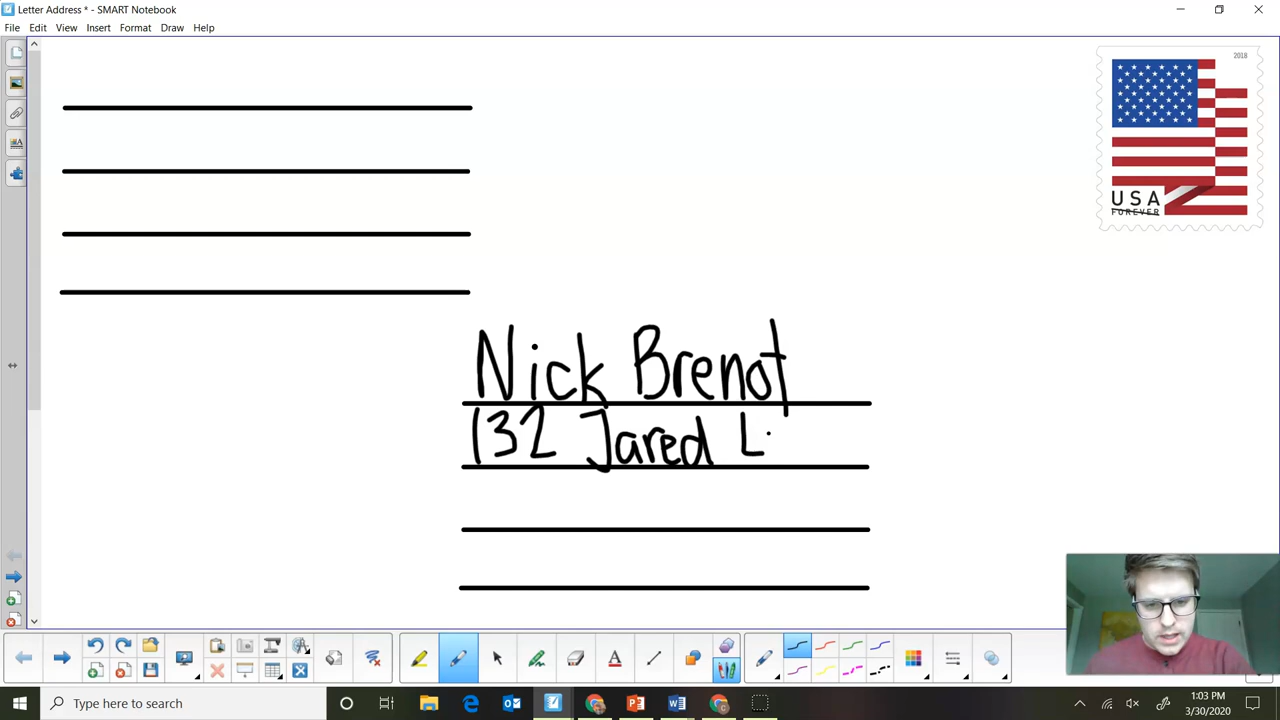 Letter Address * - SMART Notebook
File Edit View Insert Format Draw Help
2018
USA
FOREVER
Nick Brenot
132 Jared L
Type here to search
1:03 PM
3/30/2020